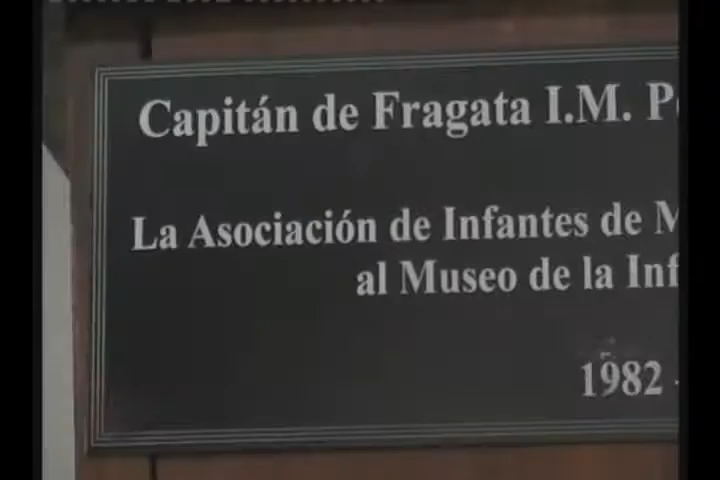 Capitán de Fragata I.M.
La Asociación de Infantes de
al Museo de la
1982 -